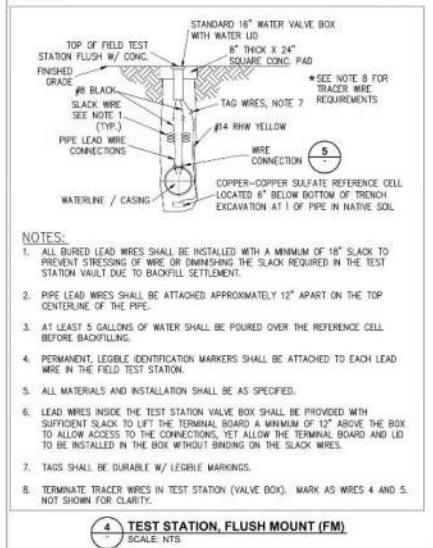 STANDARD 16" WATER VALVE BOX
WITH WATER LID
TOP OF FIELD TEST
STATION FLUSH W/ CONC.
8" THICK X 24"
SQUARE CONC. PAD
FINISHED
GRADE
*SEE NOTE 8 FOR
TRACER WIRE
REQUIREMENTS
#8 BLACK
SLACK WIRE
SEE NOTE 1
(TYP.)
TAG WIRES, NOTE 7
#14 RHW YELLOW
PIPE LEAD WIRE
CONNECTIONS
WIRE
CONNECTION
5
-
WATERLINE / CASING
COPPER-COPPER SULFATE REFERENCE CELL
LOCATED 6" BELOW BOTTOM OF TRENCH
EXCAVATION AT | OF PIPE IN NATIVE SOIL
NOTES:
1. ALL BURIED LEAD WIRES SHALL BE INSTALLED WITH A MINIMUM OF 18" SLACK TO
PREVENT STRESSING OF WIRE OR DIMINISHING THE SLACK REQUIRED IN THE TEST
STATION VAULT DUE TO BACKFILL SETTLEMENT.
2. PIPE LEAD WIRES SHALL BE ATTACHED APPROXIMATELY 12" APART ON THE TOP
CENTERLINE OF THE PIPE.
3. AT LEAST 5 GALLONS OF WATER SHALL BE POURED OVER THE REFERENCE CELL
BEFORE BACKFILLING.
4. PERMANENT, LEGIBLE IDENTIFICATION MARKERS SHALL BE ATTACHED TO EACH LEAD
WIRE IN THE FIELD TEST STATION.
5. ALL MATERIALS AND INSTALLATION SHALL BE AS SPECIFIED.
6. LEAD WIRES INSIDE THE TEST STATION VALVE BOX SHALL BE PROVIDED WITH
SUFFICIENT SLACK TO LIFT THE TERMINAL BOARD A MINIMUM OF 12" ABOVE THE BOX
TO ALLOW ACCESS TO THE CONNECTIONS, YET ALLOW THE TERMINAL BOARD AND LID
TO BE INSTALLED IN THE BOX WITHOUT BINDING ON THE SLACK WIRES.
7. TAGS SHALL BE DURABLE W/ LEGIBLE MARKINGS.
8. TERMINATE TRACER WIRES IN TEST STATION (VALVE BOX). MARK AS WIRES 4 AND 5.
NOT SHOWN FOR CLARITY.
4
-
TEST STATION, FLUSH MOUNT (FM)
SCALE: NTS